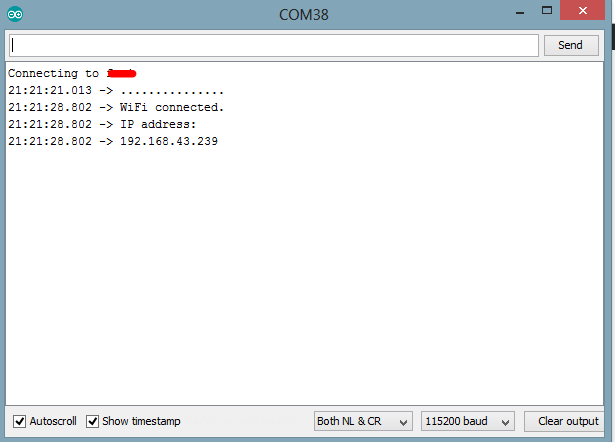 COM38
Send
Connecting to
21:21:21.013 -> ...............
21:21:28.802 -> WiFi connected.
21:21:28.802 -> IP address:
21:21:28.802 -> 192.168.43.239
Autoscroll Show timestamp Both NL & CR 115200 baud Clear output